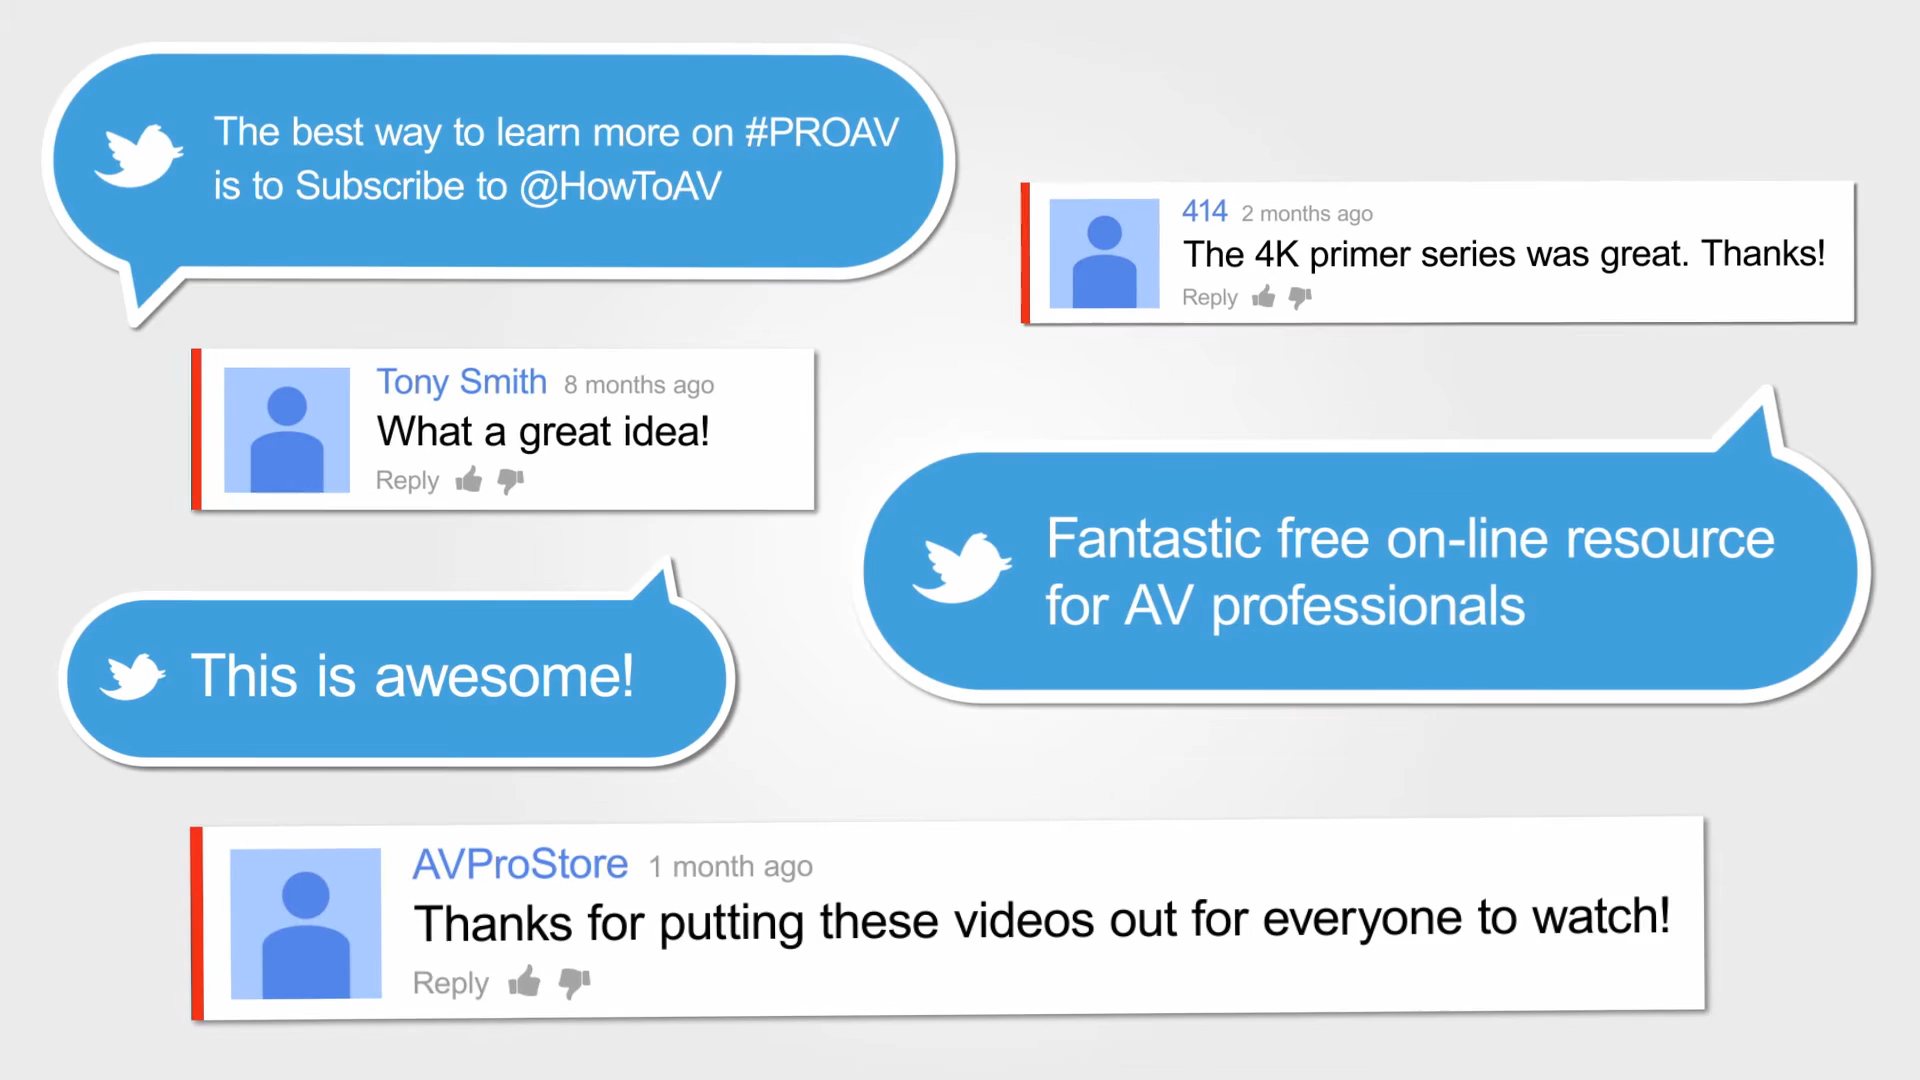 The best way to learn more on #PROAV
is to Subscribe to @HowToAV
414 2 months ago
The 4K primer series was great. Thanks!
Reply
Tony Smith 8 months ago
What a great idea!
Reply
Fantastic free on-line resource
for AV professionals
This is awesome!
AVProStore 1 month ago
Thanks for putting these videos out for everyone to watch!
Reply